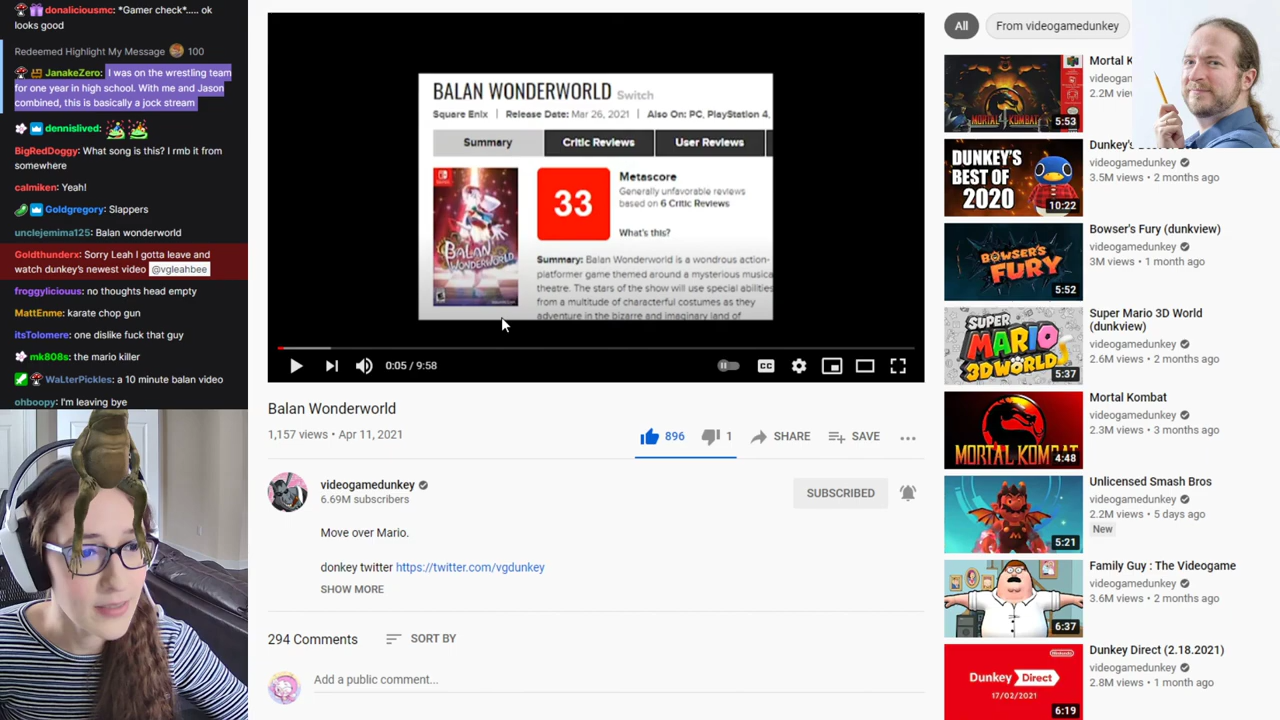 donaliciousmc: *Gamer check*..... ok
looks good
Redeemed Highlight My Message 100
JanakeZero: I was on the wrestling team
for one year in high school. With me and Jason
combined, this is basically a jock stream
dennislived:
BigRedDoggy: What song is this? I rmb it from
somewhere
calmiken: Yeah!
Goldgregory: Slappers
unclejemima125: Balan wonderworld
Goldthunderx: Sorry Leah I gotta leave and
watch dunkey's newest video @vgleahbee
froggyliciouus: no thoughts head empty
MattEnme: karate chop gun
itsTolomere: one dislike fuck that guy
mk808s: the mario killer
WaLterPickles: a 10 minute balan video
ohboopy: I'm leaving bye
BALAN WONDERWORLD Switch
Square Enix | Release Date: Mar 26, 2021 | Also On: PC, PlayStation 4,
Summary Critic Reviews User Reviews
BALAN WONDERWORLD
33
Metascore
Generally unfavorable reviews
based on 6 Critic Reviews
What's this?
Summary: Balan Wonderworld is a wondrous action-
platformer game themed around a mysterious musica
theatre. The stars of the show will use special abilities
from a multitude of characterful costumes as they
adventure in the bizarre and imaginary land of
0:05 / 9:58
CC
Balan Wonderworld
1,157 views • Apr 11, 2021
896 1 SHARE SAVE
videogamedunkey
6.69M subscribers
SUBSCRIBED
Move over Mario.
donkey twitter https://twitter.com/vgdunkey
SHOW MORE
294 Comments SORT BY
Add a public comment...
All From videogamedunkey
MORTAL KOMBAT
5:53
Mortal K
videogam
2.2M vie
DUNKEY'S
BEST OF
2020
10:22
Dunkey's
videogamedunkey
3.5M views • 2 months ago
BOWSER'S
FURY
5:52
Bowser's Fury (dunkview)
videogamedunkey
3M views • 1 month ago
SUPER
MARIO
3D WORLD
5:37
Super Mario 3D World
(dunkview)
videogamedunkey
2.6M views • 2 months ago
MORTAL KOMBAT
4:48
Mortal Kombat
videogamedunkey
2.3M views • 3 months ago
5:21
Unlicensed Smash Bros
videogamedunkey
2.2M views • 5 days ago
New
6:37
Family Guy : The Videogame
videogamedunkey
3.6M views • 2 months ago
Nintendo
Dunkey Direct
17/02/2021
6:19
Dunkey Direct (2.18.2021)
videogamedunkey
2.8M views • 1 month ago